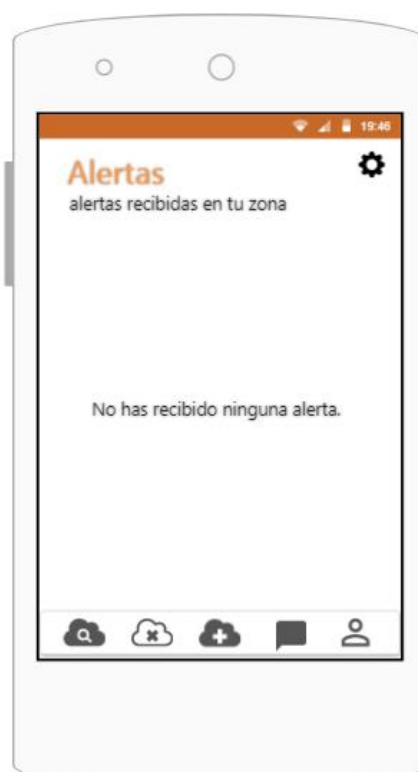 19:46
Alertas
alertas recibidas en tu zona
No has recibido ninguna alerta.